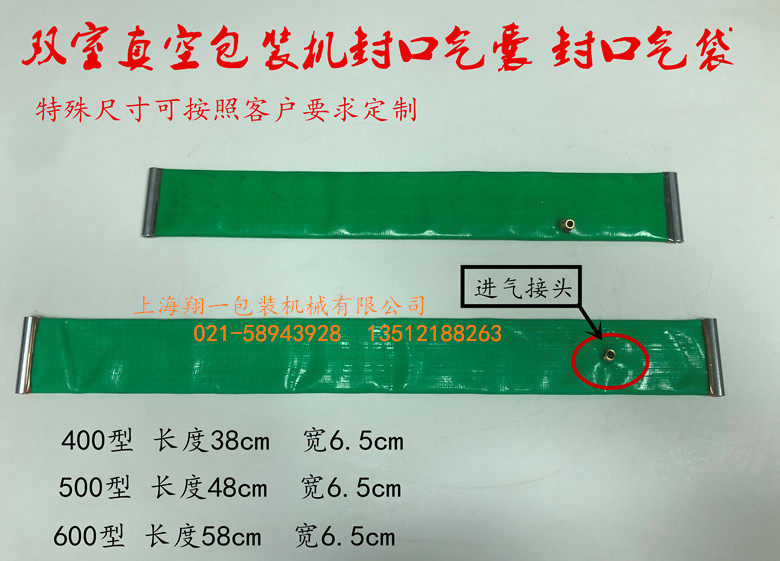 双室真空包装机封口气囊 封口气袋
特殊尺寸可按照客户要求定制
进气接头
上海翔一包装机械有限公司
021-58943928 13512188263
400型 长度38cm 宽6.5cm
500型 长度48cm 宽6.5cm
600型 长度58cm 宽6.5cm